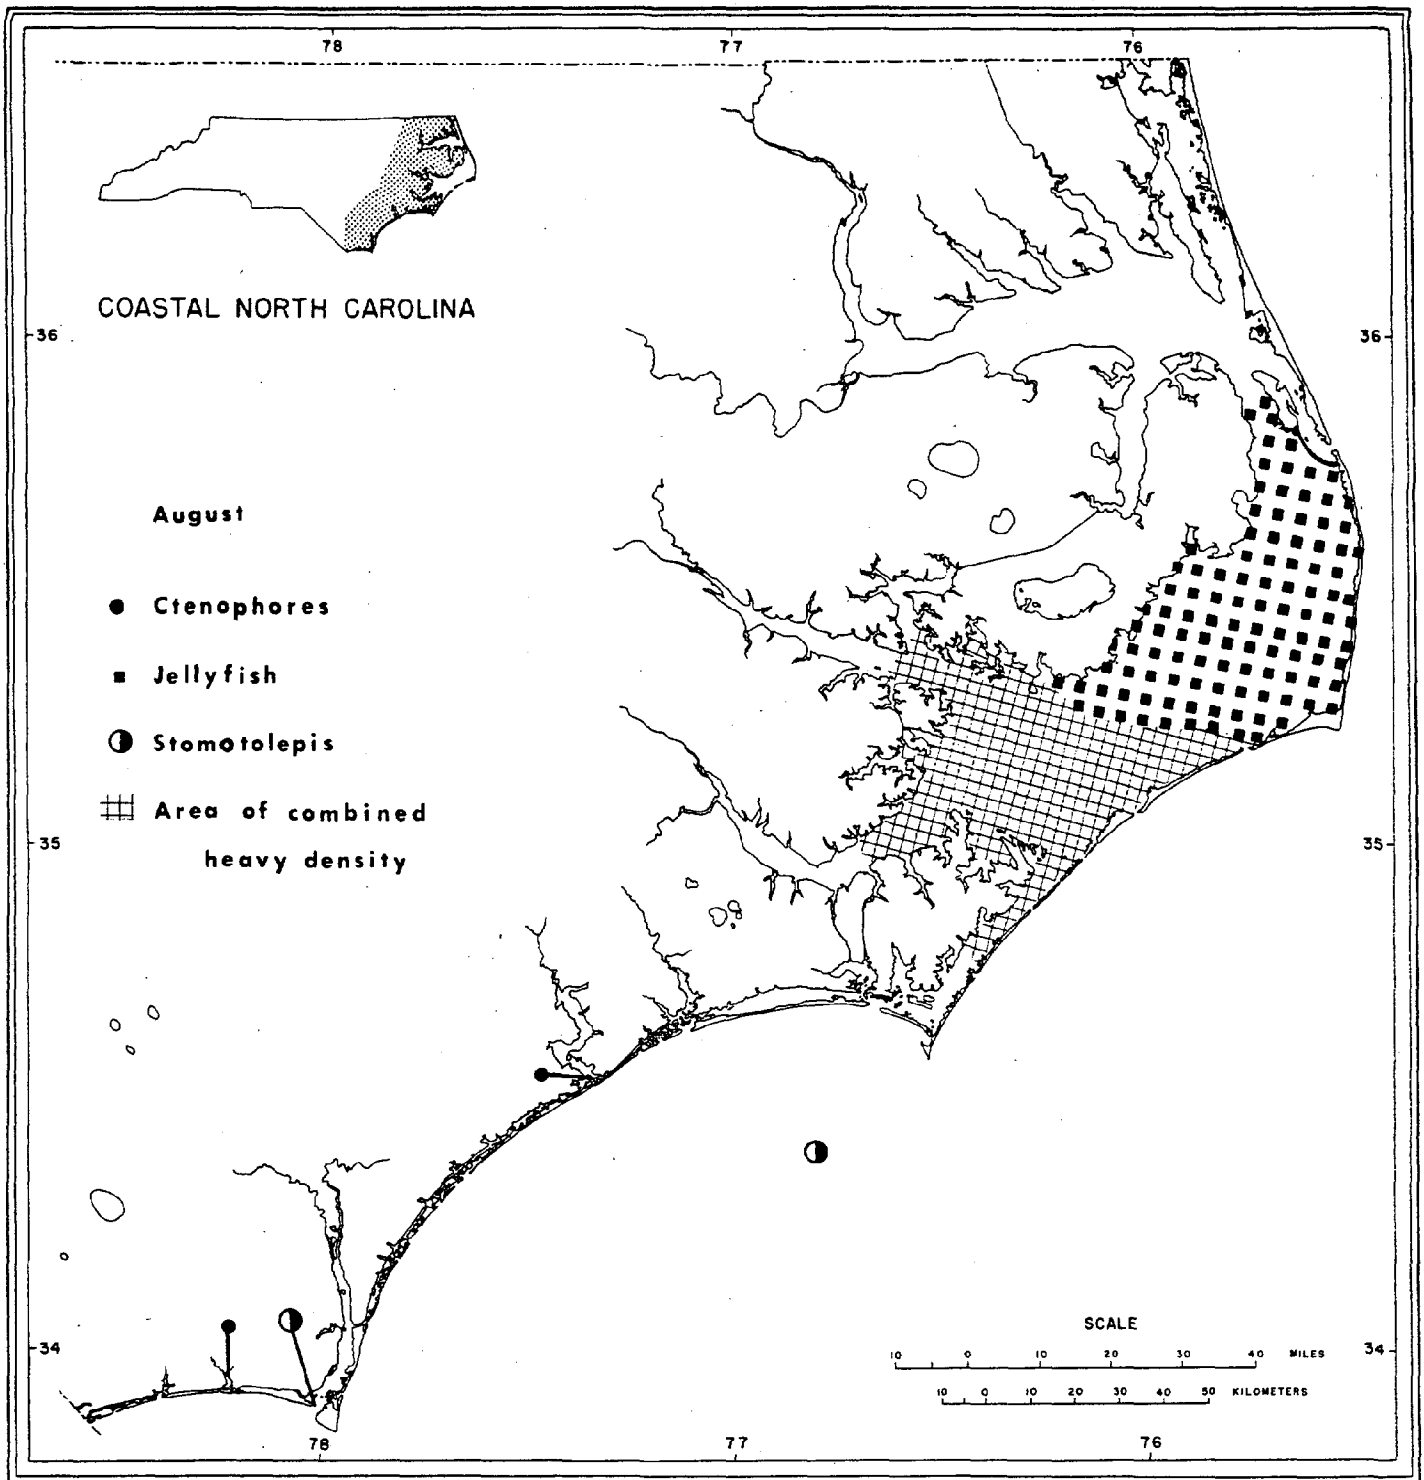 78 77 76
COASTAL NORTH CAROLINA
36 36
August
Ctenophores
Jellyfish
Stomotolepis
Area of combined
heavy density
35 35
SCALE
34 34
10 0 10 20 30 40 MILES
10 0 10 20 30 40 50 KILOMETERS
78 77 76